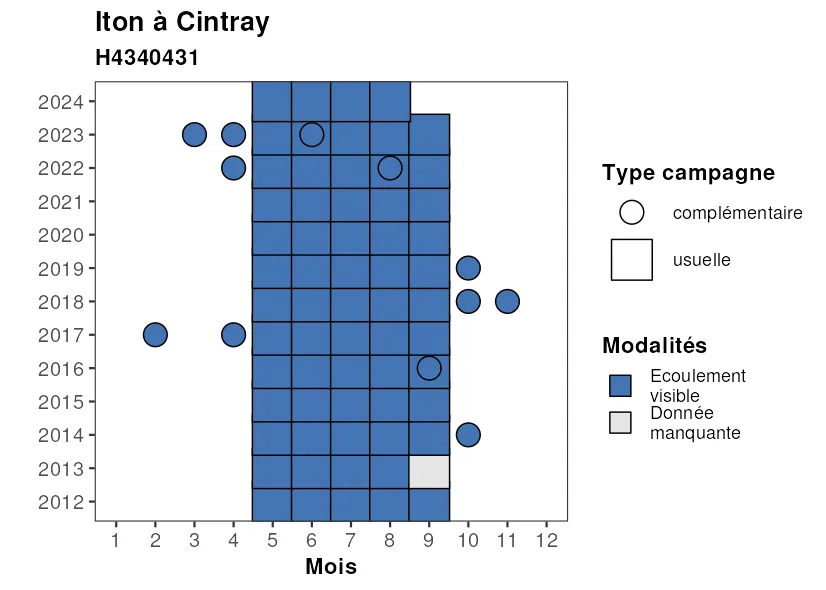 Iton à Cintray
H4340431
2024
2023
2022
2021
2020
2019
2018
2017
2016
2015
2014
2013
2012
1 2 3 4 5 6 7 8 9 10 11 12
Mois
Type campagne
complémentaire
usuelle
Modalités
Ecoulement
visible
Donnée
manquante